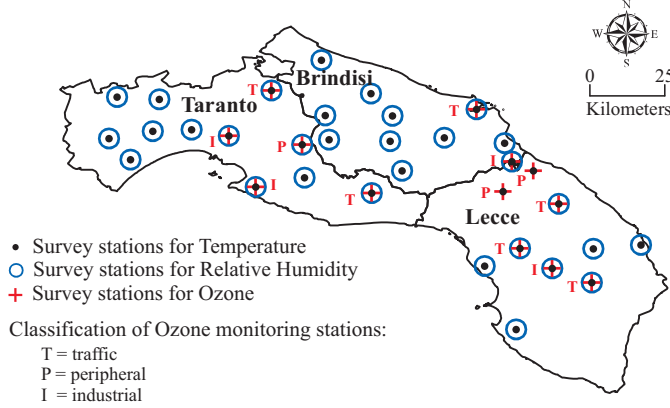 N
W E
S
0 25
Kilometers
Brindisi
Taranto
T
T
I
P
I
P
I
P
T
T
Lecce
T
I
T
Survey stations for Temperature
Survey stations for Relative Humidity
Survey stations for Ozone
Classification of Ozone monitoring stations:
T = traffic
P = peripheral
I = industrial